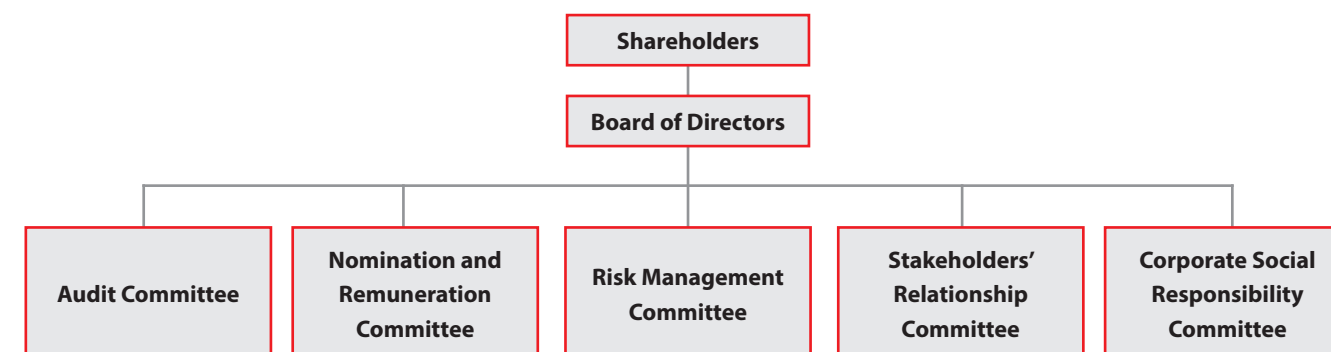 Shareholders
Board of Directors
Audit Committee
Nomination and
Remuneration
Committee
Risk Management
Committee
Stakeholders’
Relationship
Committee
Corporate Social
Responsibility
Committee